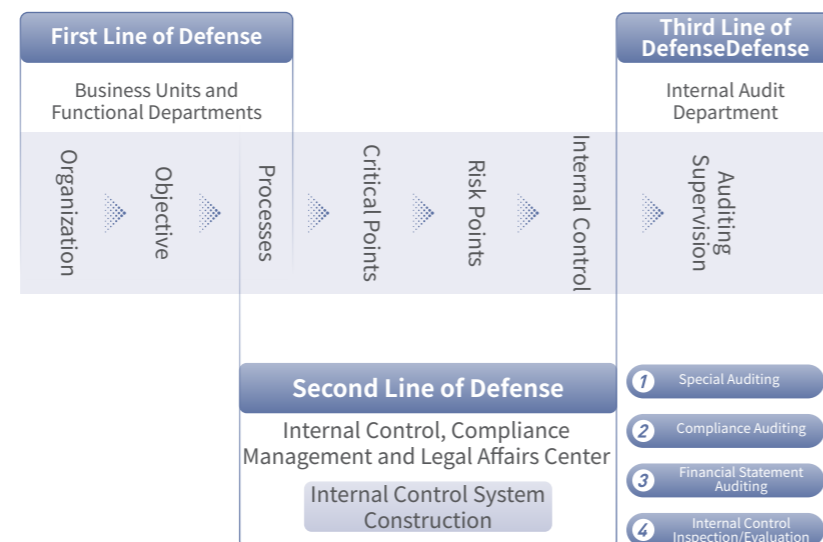 First Line of Defense
Business Units and
Functional Departments
Third Line of
DefenseDefense
Internal Audit
Department
Organization
Objective
Processes
Critical Points
Risk Points
Internal Control
Auditing
Supervision
Second Line of Defense
Internal Control, Compliance
Management and Legal Affairs Center
Internal Control System
Construction
1 Special Auditing
2 Compliance Auditing
3 Financial Statement
Auditing
4 Internal Control
Inspection/Evaluation